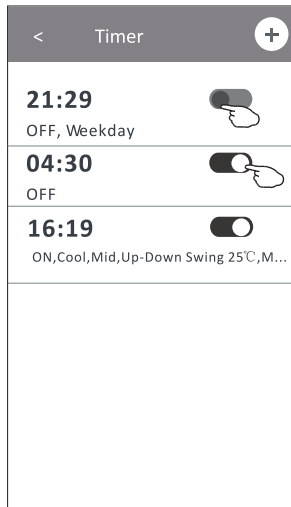 < Timer +
21:29
OFF, Weekday
04:30
OFF
16:19
ON,Cool,Mid,Up-Down Swing 25℃,M...